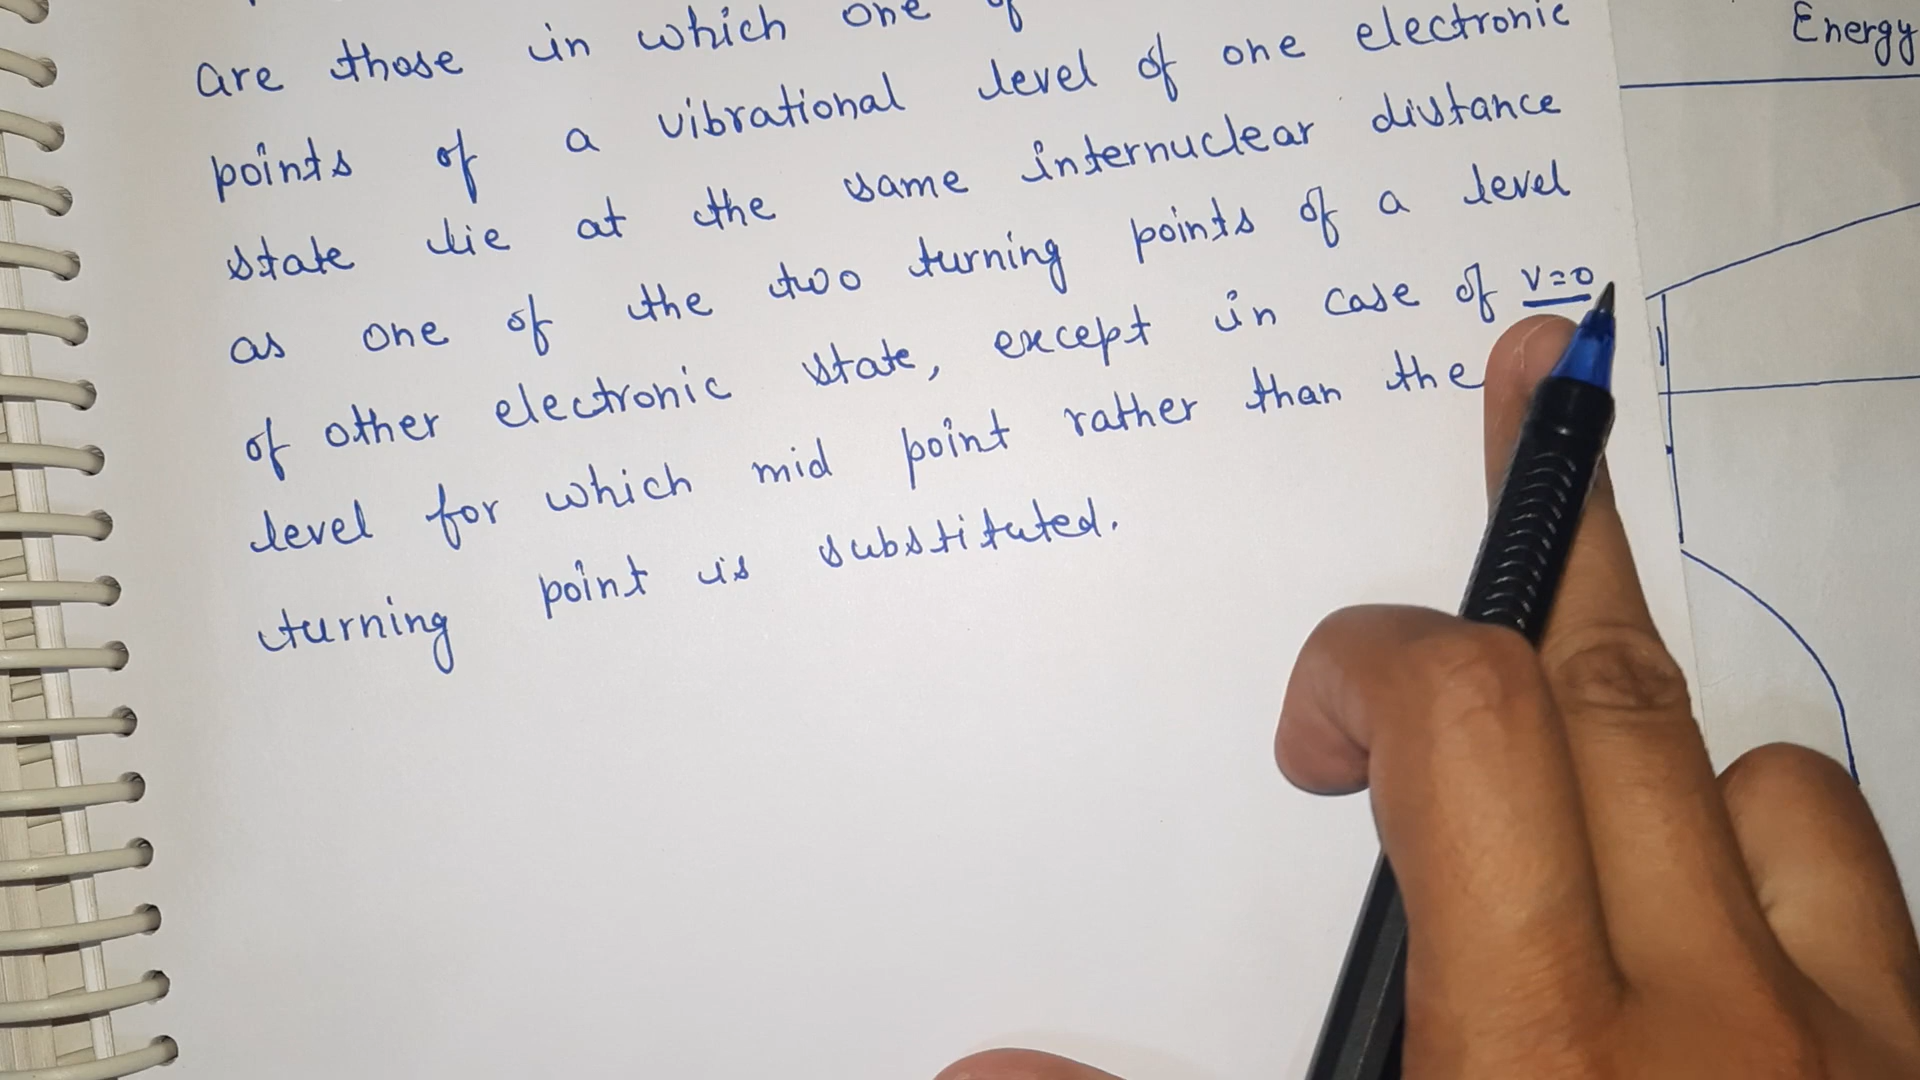 are those in which one of
points of a vibrational level of one electronic
state lie at the same internuclear distance
as one of the two turning points of a level
of other electronic state, except in case of v=0
level for which mid point rather than the
turning point is substituted.
Energy